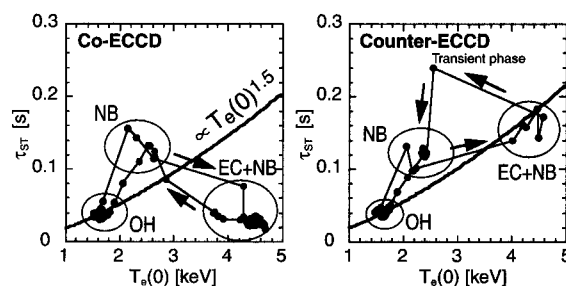 Co-ECCD
0.3
0.2
0.1
0
τST [s]
NB
∝ Te(0)1.5
EC+NB
OH
1 2 3 4 5
Te(0) [keV]
Counter-ECCD
Transient phase
0.3
0.2
0.1
0
τST [s]
NB
EC+NB
OH
1 2 3 4 5
Te(0) [keV]